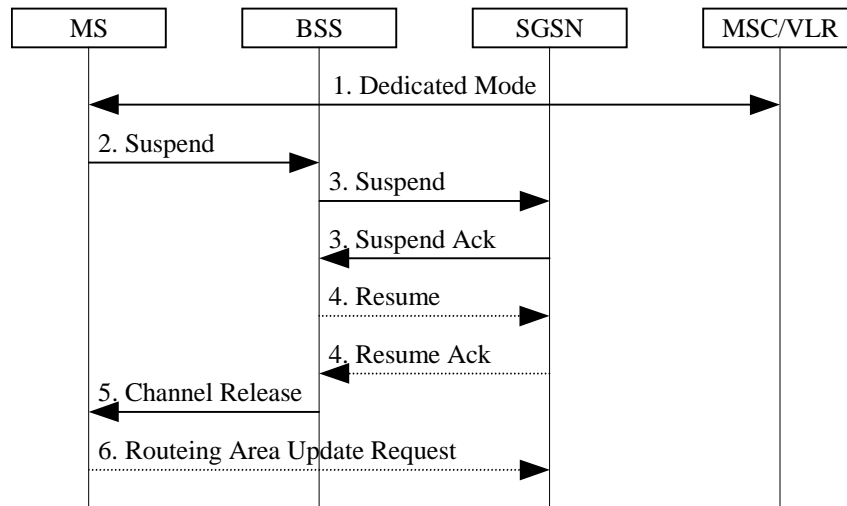 MS BSS SGSN MSC/VLR
1. Dedicated Mode
2. Suspend
3. Suspend
3. Suspend Ack
4. Resume
4. Resume Ack
5. Channel Release
6. Routeing Area Update Request